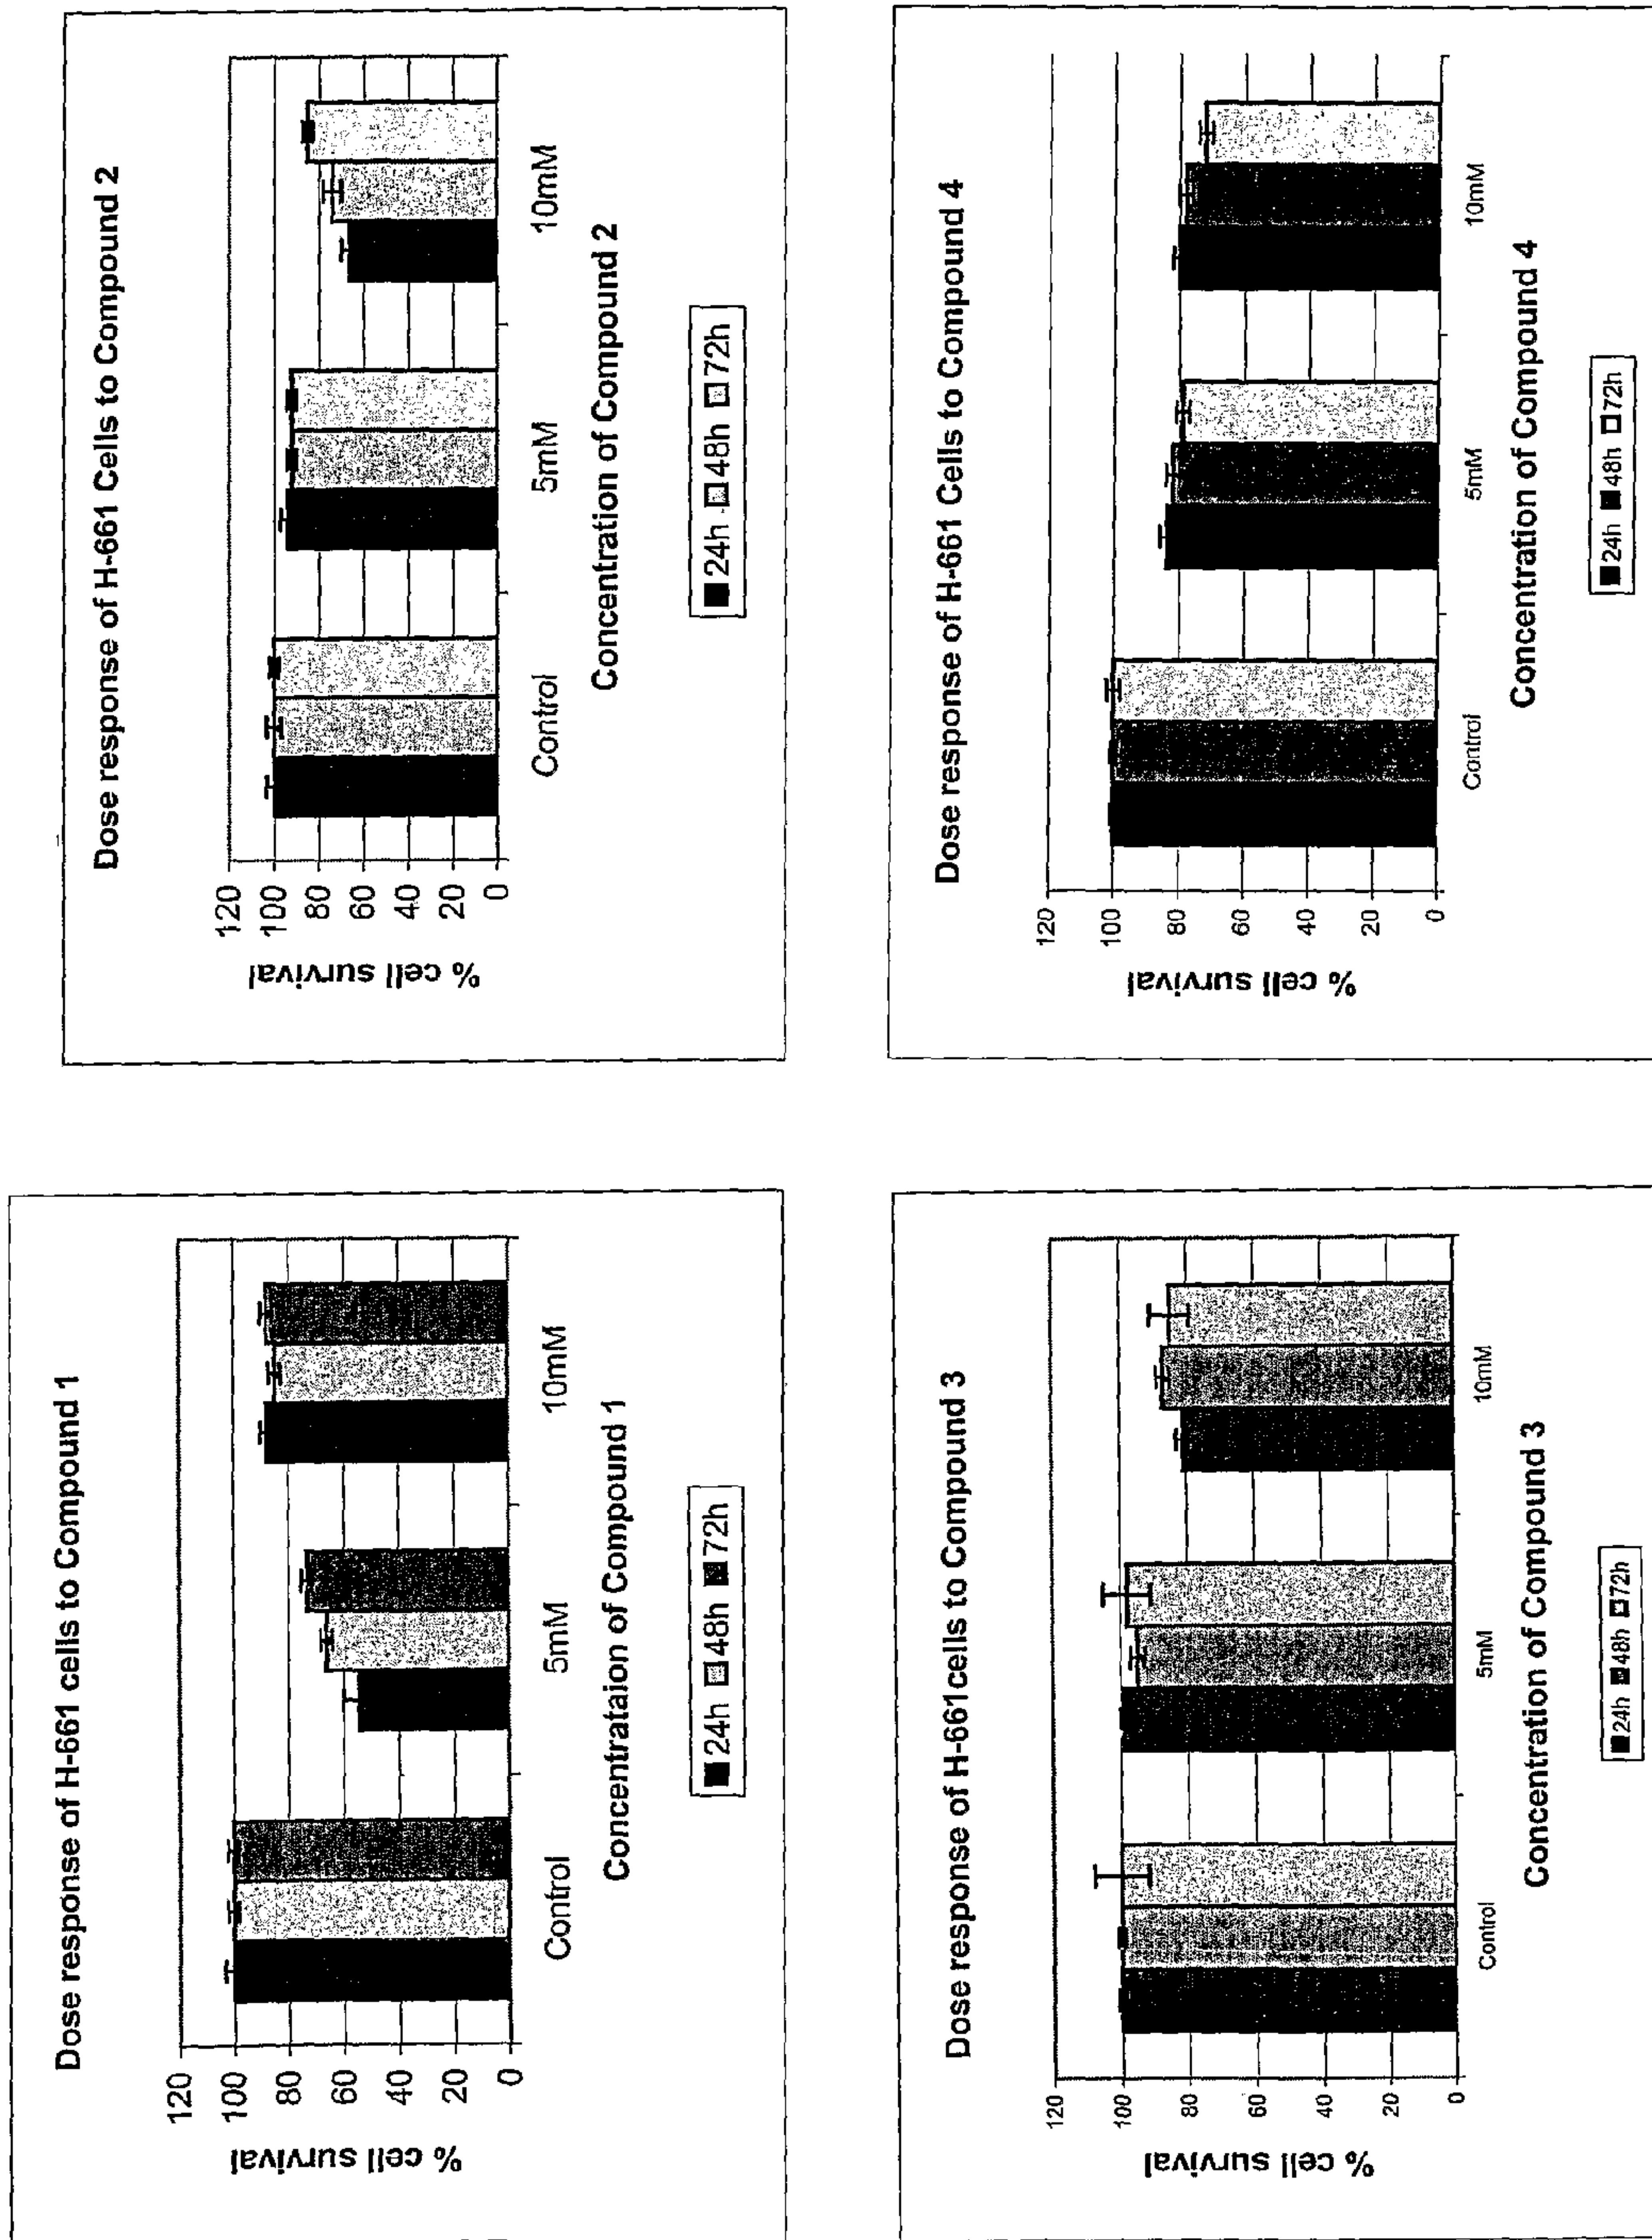 Dose response of H-661 cells to Compound 1
% cell survival
120
100
80
60
40
20
0
Control
5mM
10mM
Concentrataion of Compound 1
24h 48h 72h
Dose response of H-661 Cells to Compound 2
% cell survival
120
100
80
60
40
20
0
Control
5mM
10mM
Concentration of Compound 2
24h 48h 72h
Dose response of H-661cells to Compound 3
% cell survival
120
100
80
60
40
20
0
Control
5mM
10mM
Concentration of Compound 3
24h 48h 72h
Dose response of H-661 Cells to Compound 4
% cell survival
120
100
80
60
40
20
0
Control
5mM
10mM
Concentration of Compound 4
24h 48h 72h